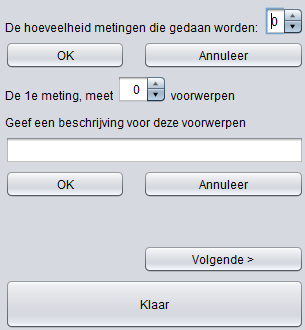 De hoeveelheid metingen die gedaan worden: 0
OK Annuleer
De 1e meting, meet 0 voorwerpen
Geef een beschrijving voor deze voorwerpen
OK Annuleer
Volgende >
Klaar